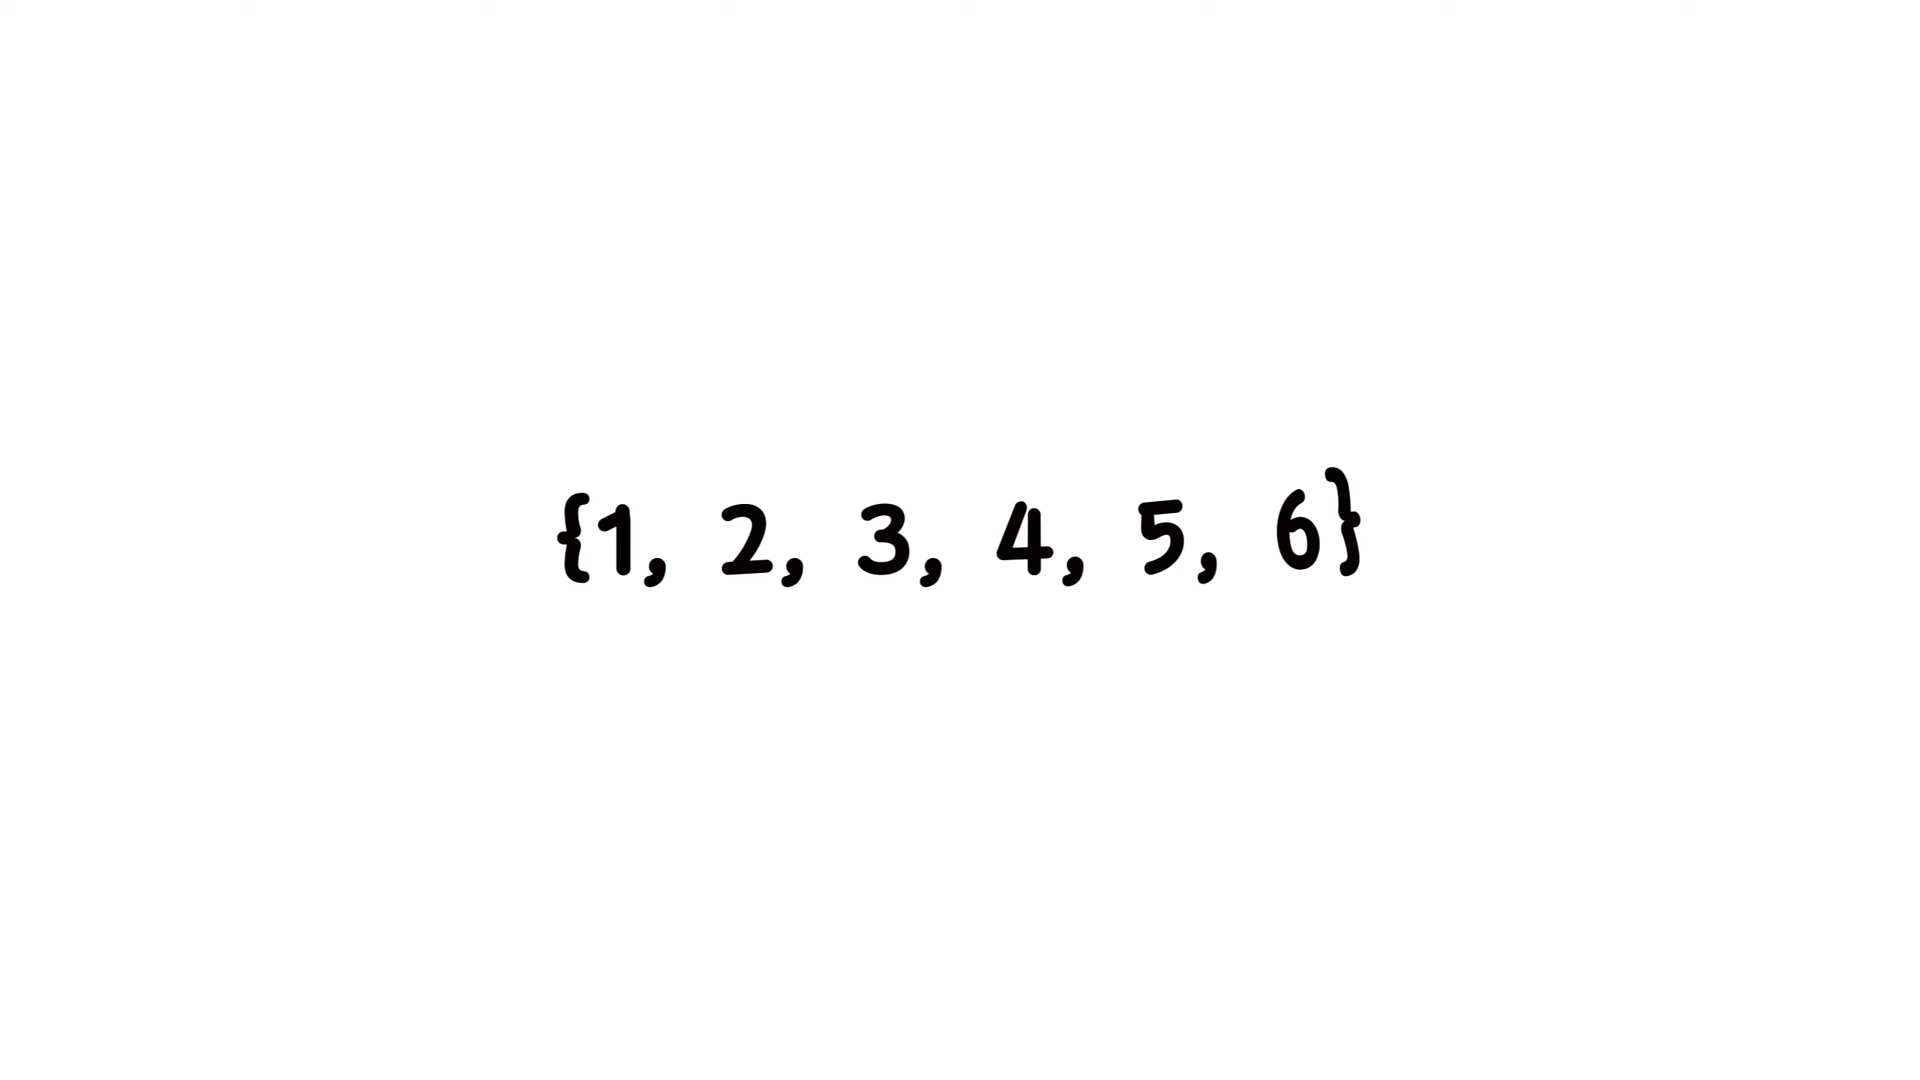 {1, 2, 3, 4, 5, 6}